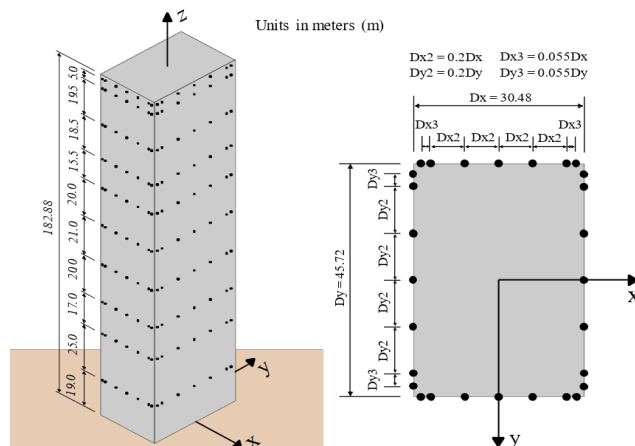 Units in meters (m)
z
Dx2 = 0.2Dx Dx3 = 0.055Dx
Dy2 = 0.2Dy Dy3 = 0.055Dy
Dx = 30.48
Dx3 Dx3
Dx2 Dx2 Dx2 Dx2
5.0
19.5
18.5
15.5
20.0
21.0
20.0
17.0
25.0
19.0
182.88
Dy = 45.72
Dy3
Dy2
Dy2
Dy2
Dy2
Dy3
x
y
y
x